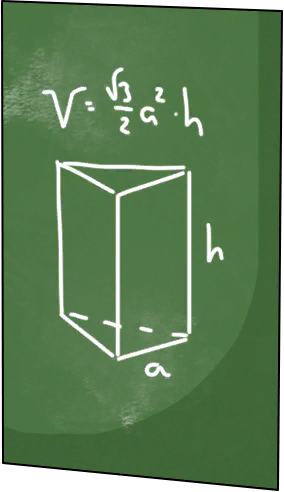 V = √3/2 a² · h
h
a